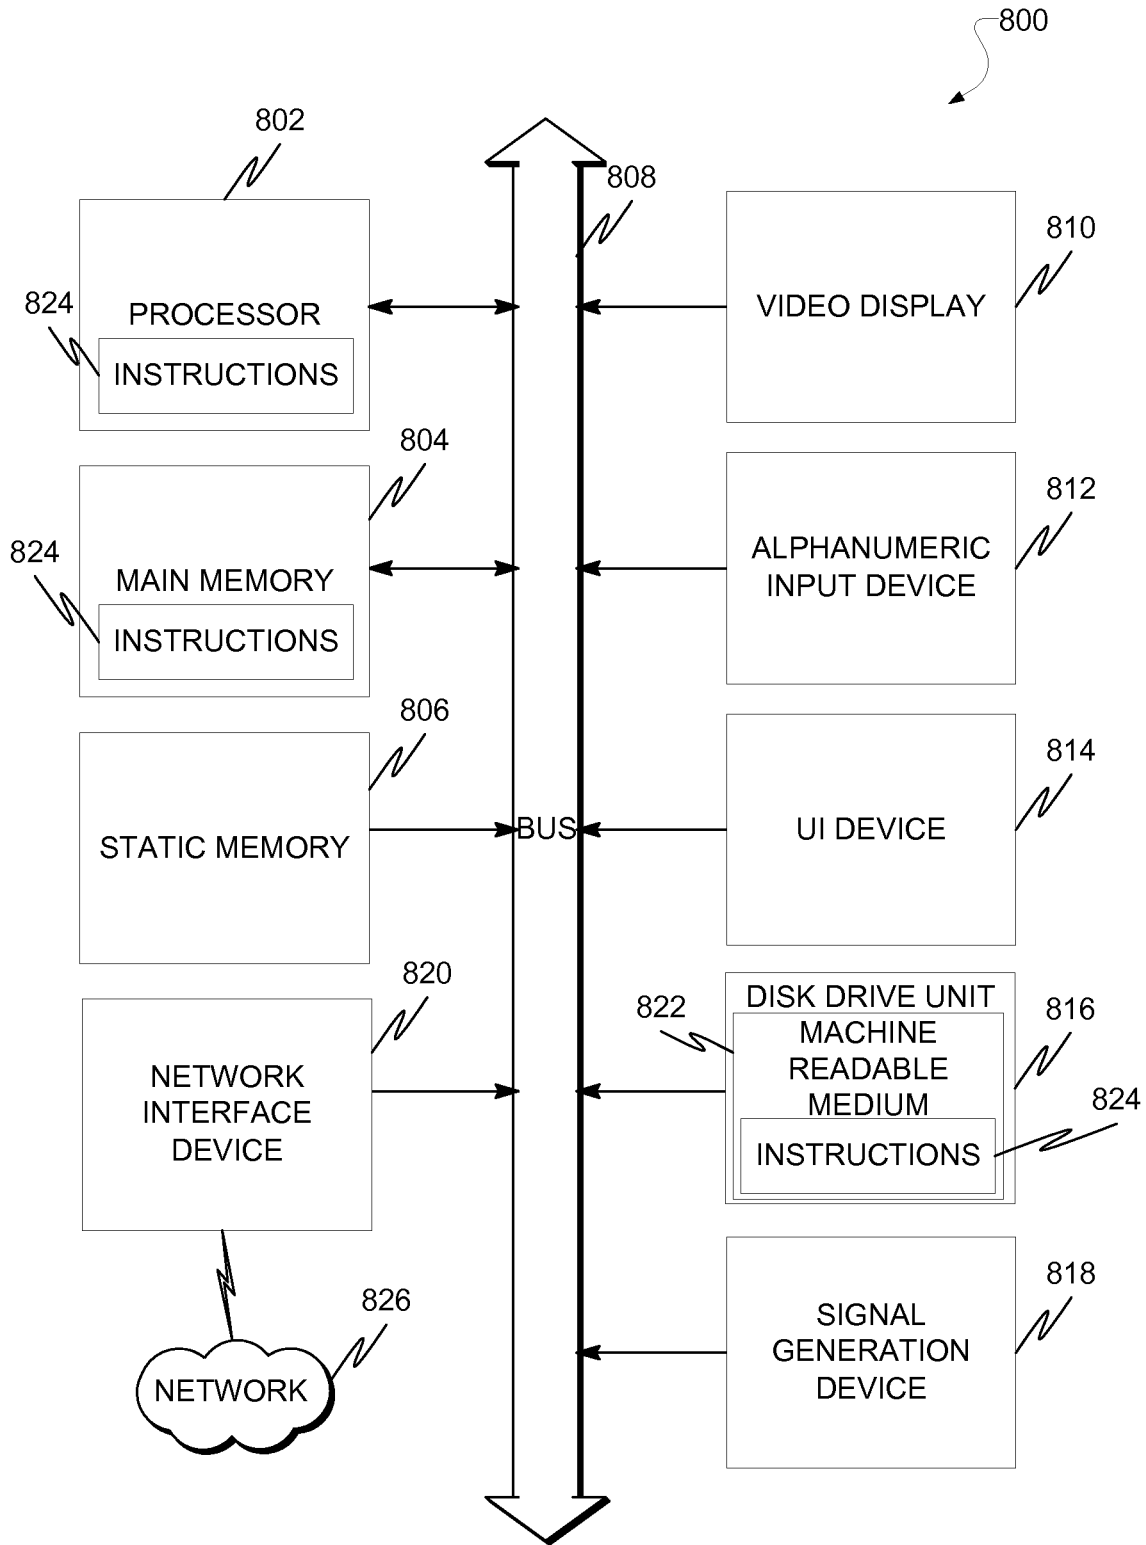 800
802
808
810
824
PROCESSOR
INSTRUCTIONS
VIDEO DISPLAY
804
812
824
MAIN MEMORY
INSTRUCTIONS
ALPHANUMERIC
INPUT DEVICE
806
814
STATIC MEMORY
BUS
UI DEVICE
820
822
816
824
NETWORK
INTERFACE
DEVICE
DISK DRIVE UNIT
MACHINE
READABLE
MEDIUM
INSTRUCTIONS
826
818
NETWORK
SIGNAL
GENERATION
DEVICE